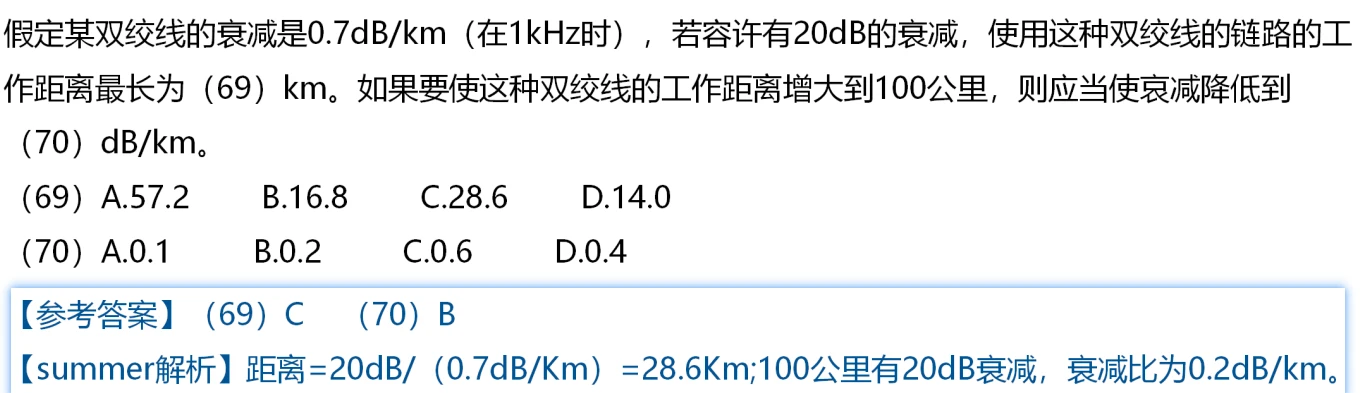 假定某双绞线的衰减是0.7dB/km（在1kHz时），若容许有20dB的衰减，使用这种双绞线的链路的工
作距离最长为（69）km。如果要使这种双绞线的工作距离增大到100公里，则应当使衰减降低到
（70）dB/km。
（69）A.57.2 B.16.8 C.28.6 D.14.0
（70）A.0.1 B.0.2 C.0.6 D.0.4
【参考答案】（69）C （70）B
【summer解析】距离=20dB/（0.7dB/Km）=28.6Km;100公里有20dB衰减，衰减比为0.2dB/km。